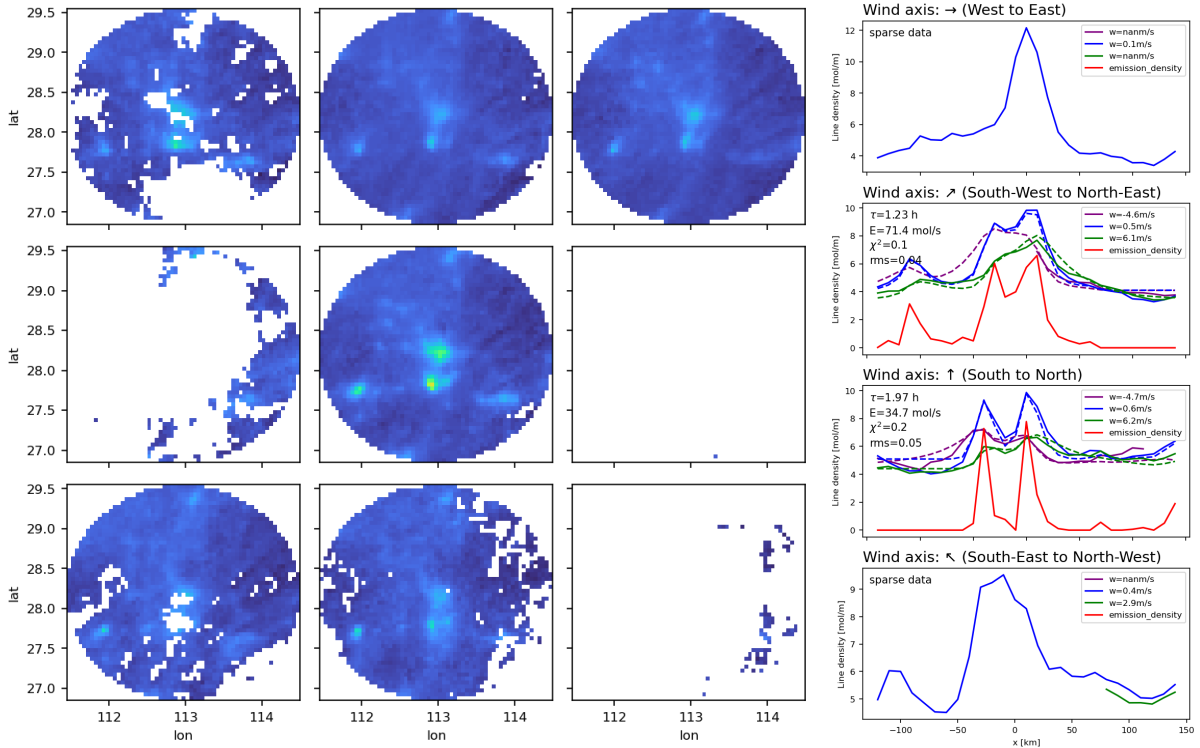 29.5
29.0
28.5
28.0
27.5
27.0
lat
29.5
29.0
28.5
28.0
27.5
27.0
lat
29.5
29.0
28.5
28.0
27.5
27.0
lat
112 113 114
lon
112 113 114
lon
112 113 114
lon
Wind axis: → (West to East)
sparse data
w=nanm/s
w=0.1m/s
w=nanm/s
emission_density
Line density [mol/m]
12
10
8
6
4
Wind axis: ↗ (South-West to North-East)
τ=1.23 h
E=71.4 mol/s
χ²=0.1
rms=0.04
w=-4.6m/s
w=0.5m/s
w=6.1m/s
emission_density
Line density [mol/m]
10
8
6
4
2
0
Wind axis: ↑ (South to North)
τ=1.97 h
E=34.7 mol/s
χ²=0.2
rms=0.05
w=-4.7m/s
w=0.6m/s
w=6.2m/s
emission_density
Line density [mol/m]
10
8
6
4
2
0
Wind axis: ↖ (South-East to North-West)
sparse data
w=nanm/s
w=0.4m/s
w=2.9m/s
emission_density
Line density [mol/m]
9
8
7
6
5
−100 −50 0 50 100 150
x [km]